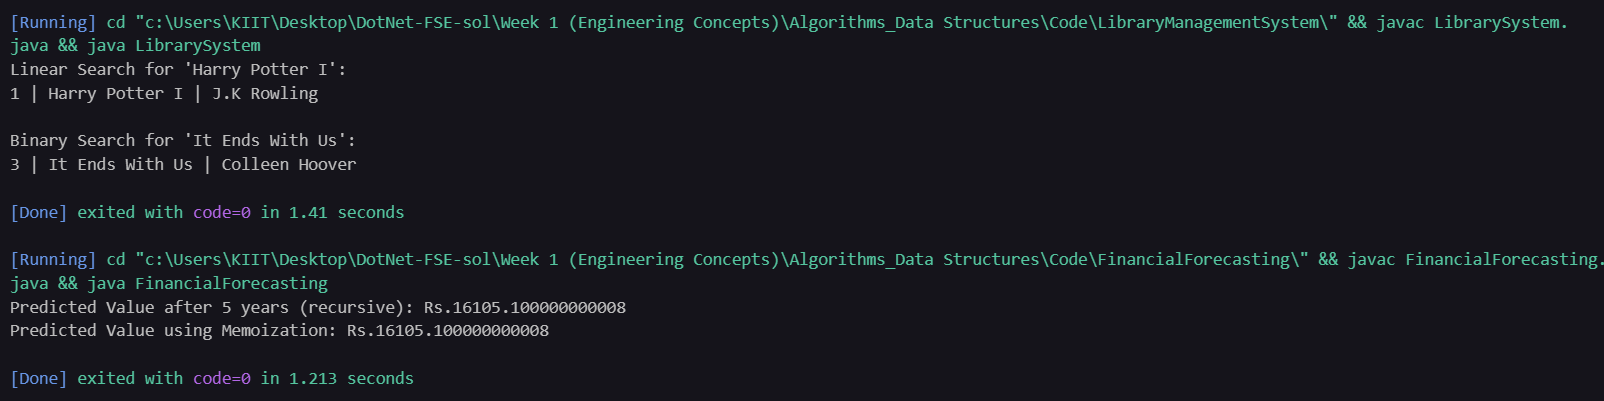 [Running] cd "c:\Users\KIIT\Desktop\DotNet-FSE-sol\Week 1 (Engineering Concepts)\Algorithms_Data Structures\Code\LibraryManagementSystem\" && javac LibrarySystem.
java && java LibrarySystem
Linear Search for 'Harry Potter I':
1 | Harry Potter I | J.K Rowling
Binary Search for 'It Ends With Us':
3 | It Ends With Us | Colleen Hoover
[Done] exited with code=0 in 1.41 seconds
[Running] cd "c:\Users\KIIT\Desktop\DotNet-FSE-sol\Week 1 (Engineering Concepts)\Algorithms_Data Structures\Code\FinancialForecasting\" && javac FinancialForecasting.
java && java FinancialForecasting
Predicted Value after 5 years (recursive): Rs.16105.100000000008
Predicted Value using Memoization: Rs.16105.100000000008
[Done] exited with code=0 in 1.213 seconds